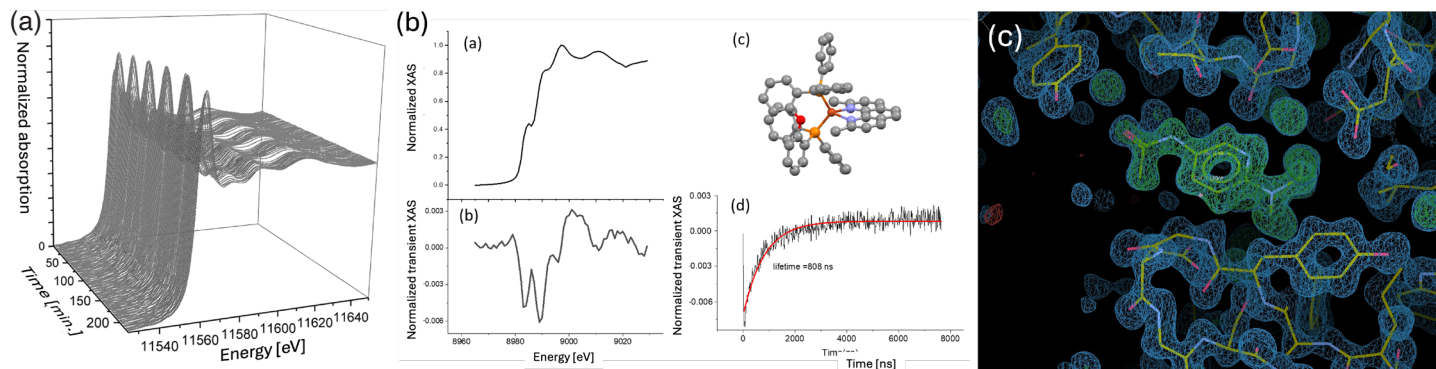 (a)
Normalized absorption
0
50
100
150
200
Time [min.]
11540
11560
11580
11600
11620
11640
Energy [eV]
(b)
(a)
Normalized XAS
1.0
0.8
0.6
0.4
0.2
0.0
(b)
Normalized transient XAS
0.003
0.000
-0.003
-0.006
8960
8980
9000
9020
Energy [eV]
(c)
(d)
Normalized transient XAS
0.003
0.000
-0.003
-0.006
lifetime =808 ns
0
2000
4000
6000
8000
Time [ns]
(c)